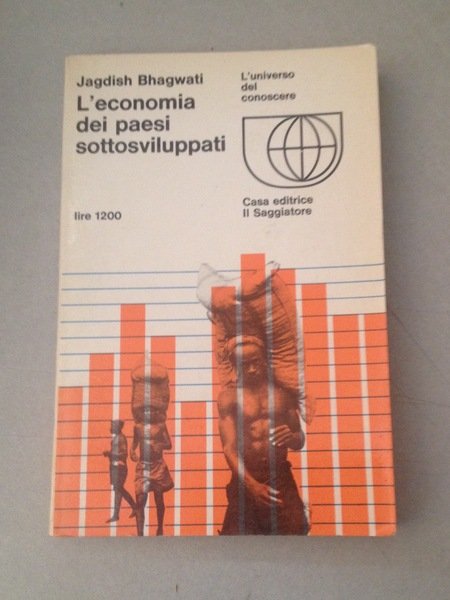 Jagdish Bhagwati
L'economia
dei paesi
sottosviluppati
lire 1200
L'universo
del
conoscere
Casa editrice
Il Saggiatore